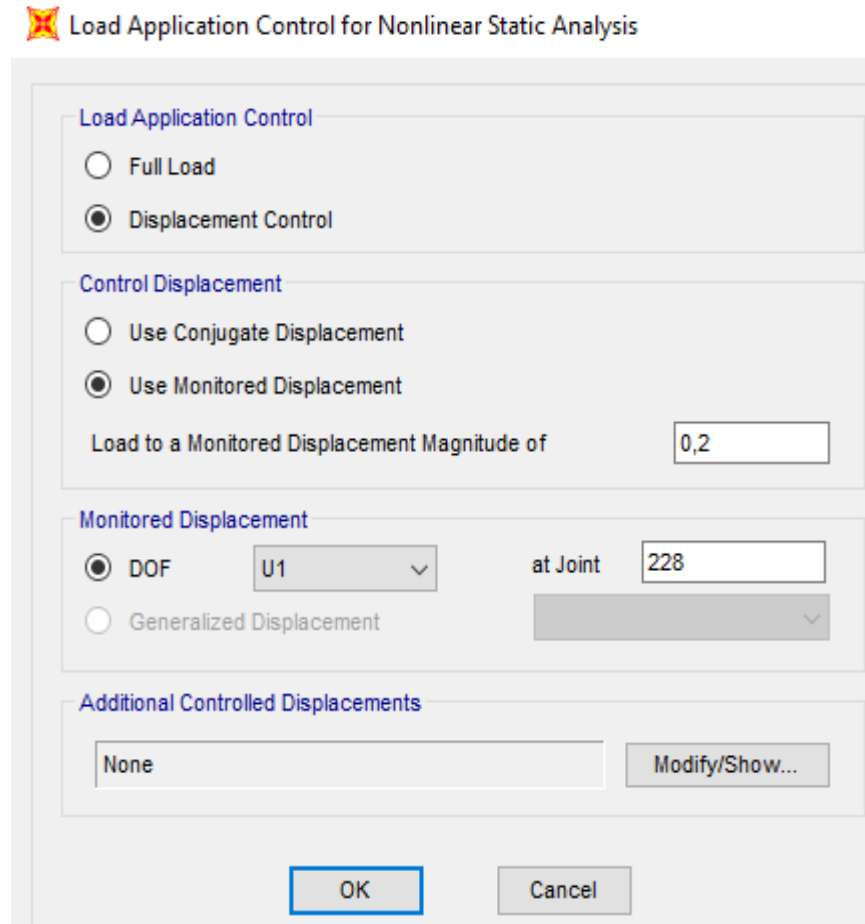 Load Application Control for Nonlinear Static Analysis
Load Application Control
Full Load
Displacement Control
Control Displacement
Use Conjugate Displacement
Use Monitored Displacement
Load to a Monitored Displacement Magnitude of 0,2
Monitored Displacement
DOF U1 at Joint 228
Generalized Displacement
Additional Controlled Displacements
None Modify/Show...
OK Cancel